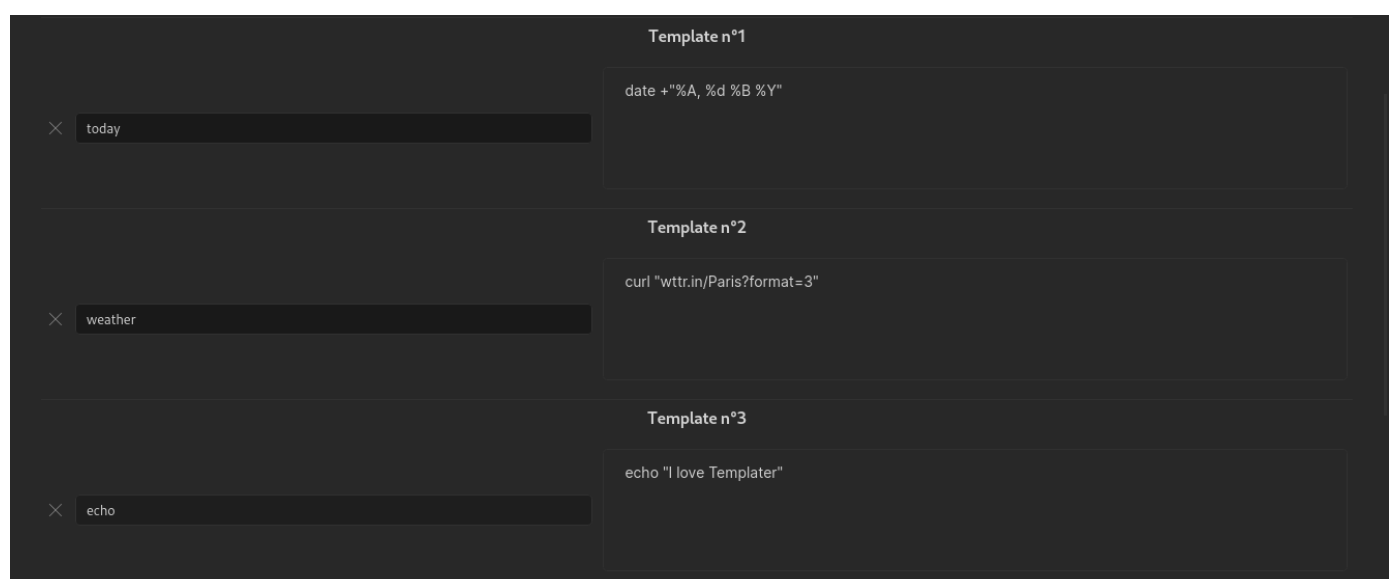 Template n°1
date +"%A, %d %B %Y"
today
Template n°2
curl "wttr.in/Paris?format=3"
weather
Template n°3
echo "I love Templater"
echo